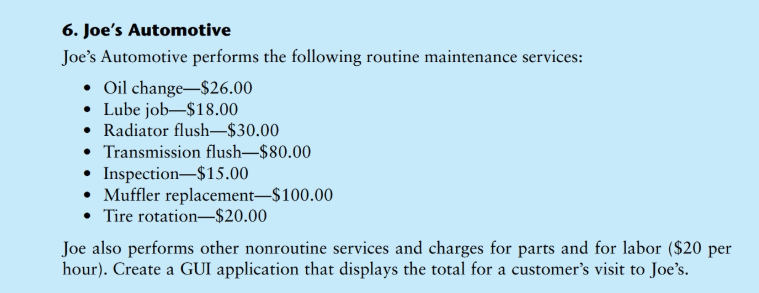 6. Joe's Automotive
Joe's Automotive performs the following routine maintenance services:
• Oil change—$26.00
• Lube job—$18.00
• Radiator flush—$30.00
• Transmission flush—$80.00
• Inspection—$15.00
• Muffler replacement—$100.00
• Tire rotation—$20.00
Joe also performs other nonroutine services and charges for parts and for labor ($20 per
hour). Create a GUI application that displays the total for a customer's visit to Joe's.